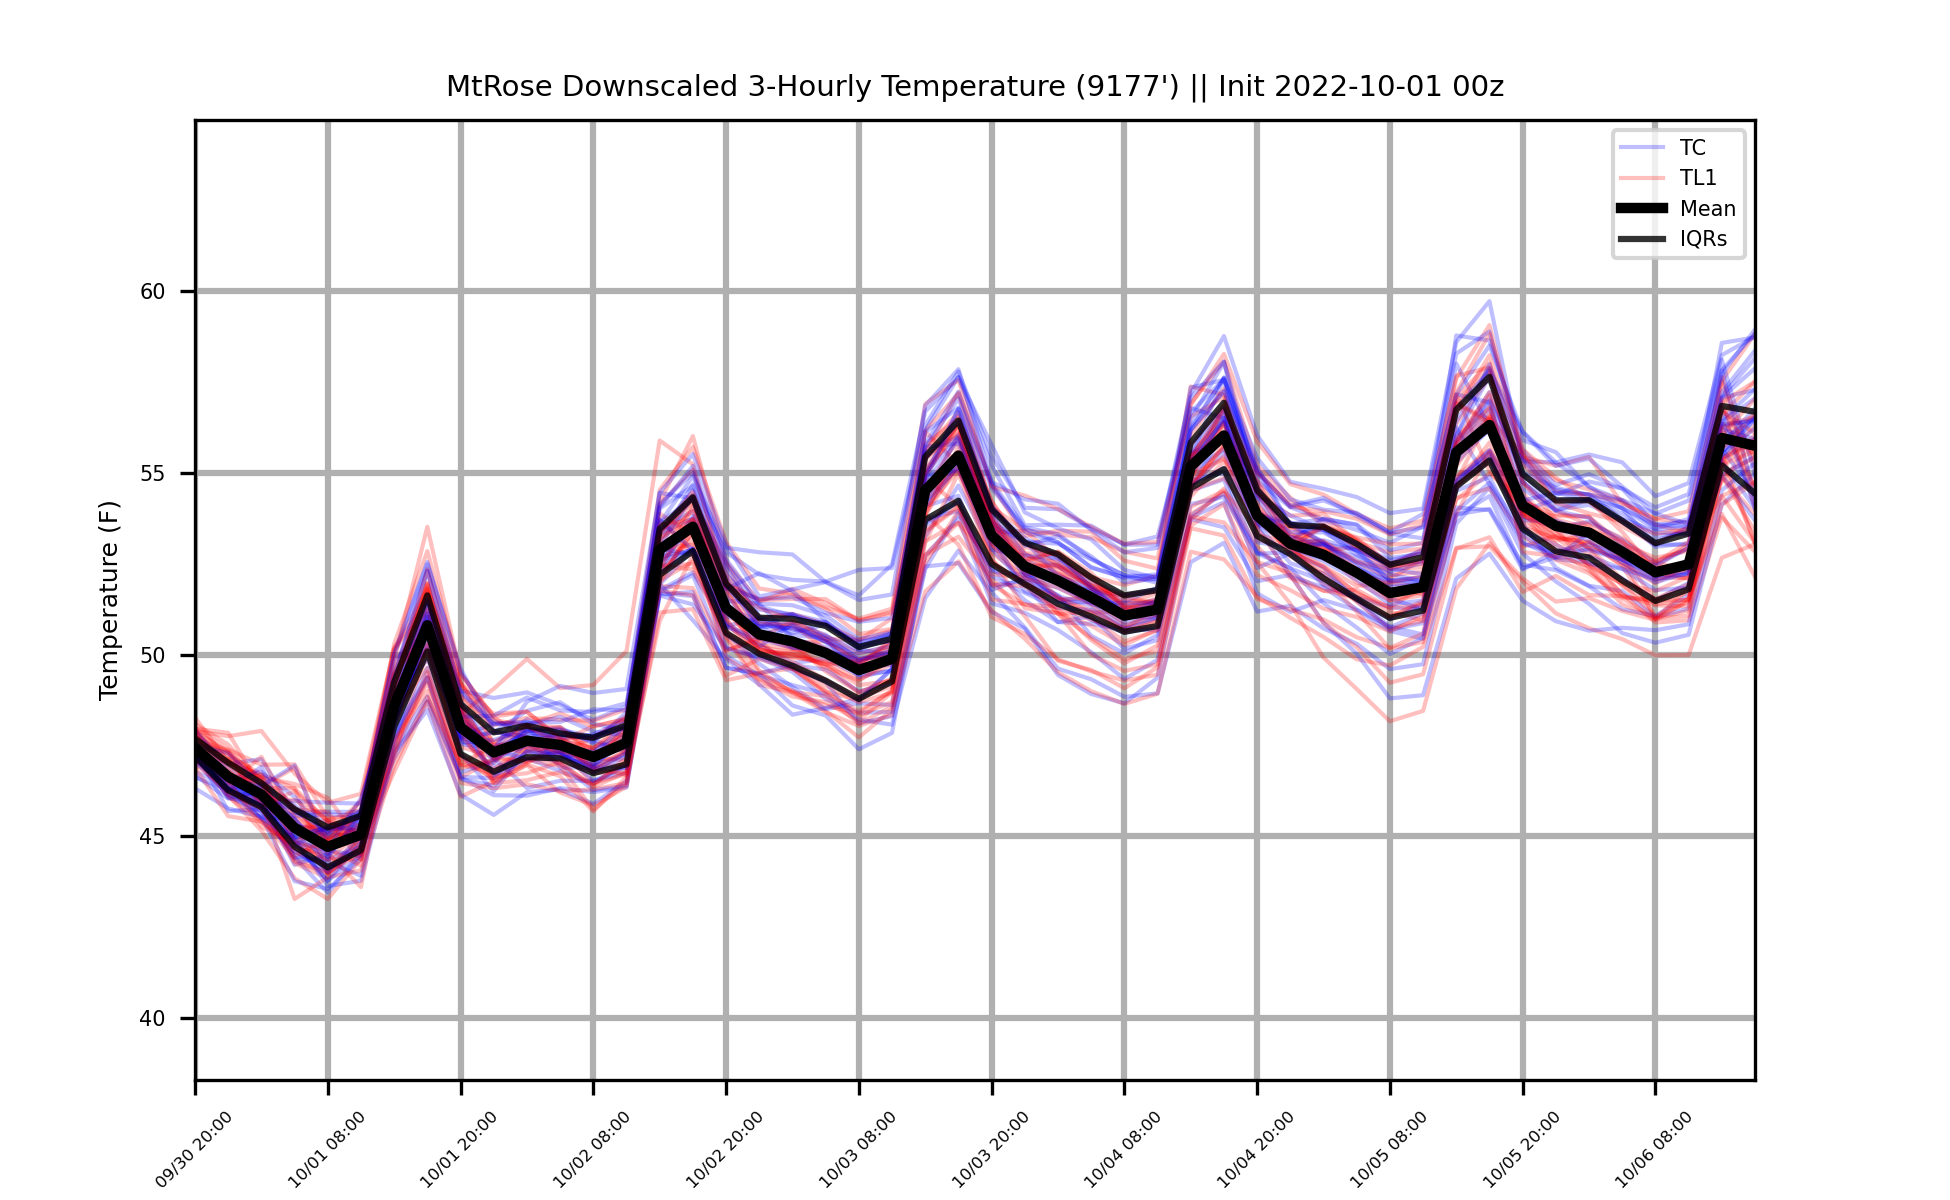 MtRose Downscaled 3-Hourly Temperature (9177') || Init 2022-10-01 00z
TC
TL1
Mean
IQRs
Temperature (F)
60
55
50
45
40
09/30 20:00
10/01 08:00
10/01 20:00
10/02 08:00
10/02 20:00
10/03 08:00
10/03 20:00
10/04 08:00
10/04 20:00
10/05 08:00
10/05 20:00
10/06 08:00